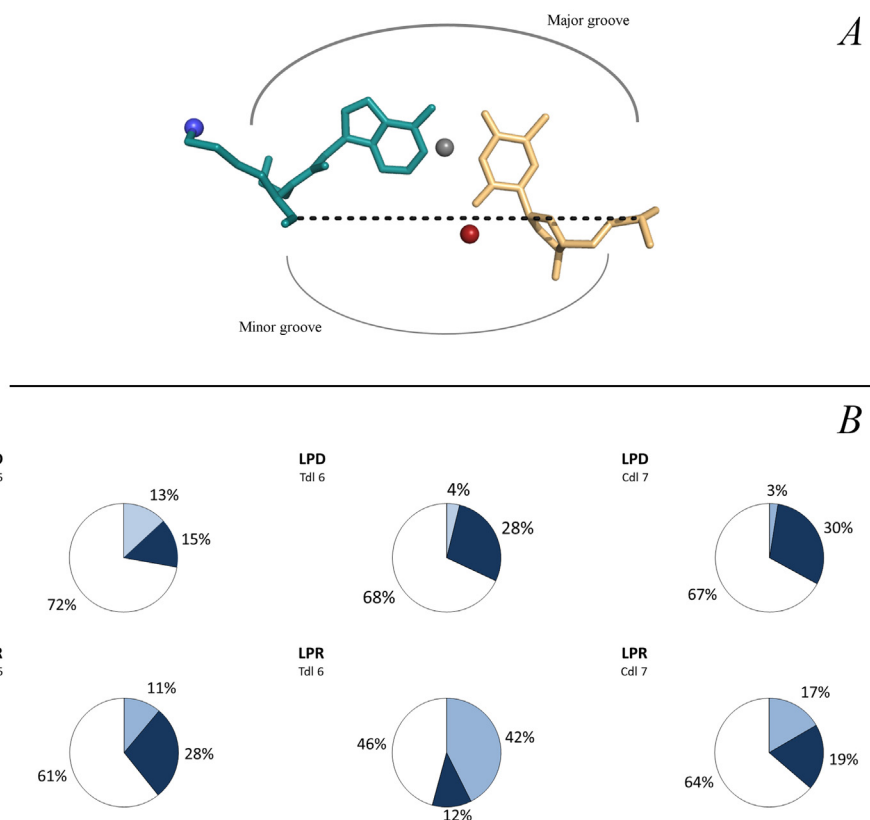 Major groove
A
Minor groove
B
LPD
LPD
Tdl 6
Cdl 7
13%
15%
72%
4%
28%
68%
3%
30%
67%
LPR
LPR
Tdl 6
Cdl 7
11%
28%
61%
42%
46%
12%
17%
19%
64%